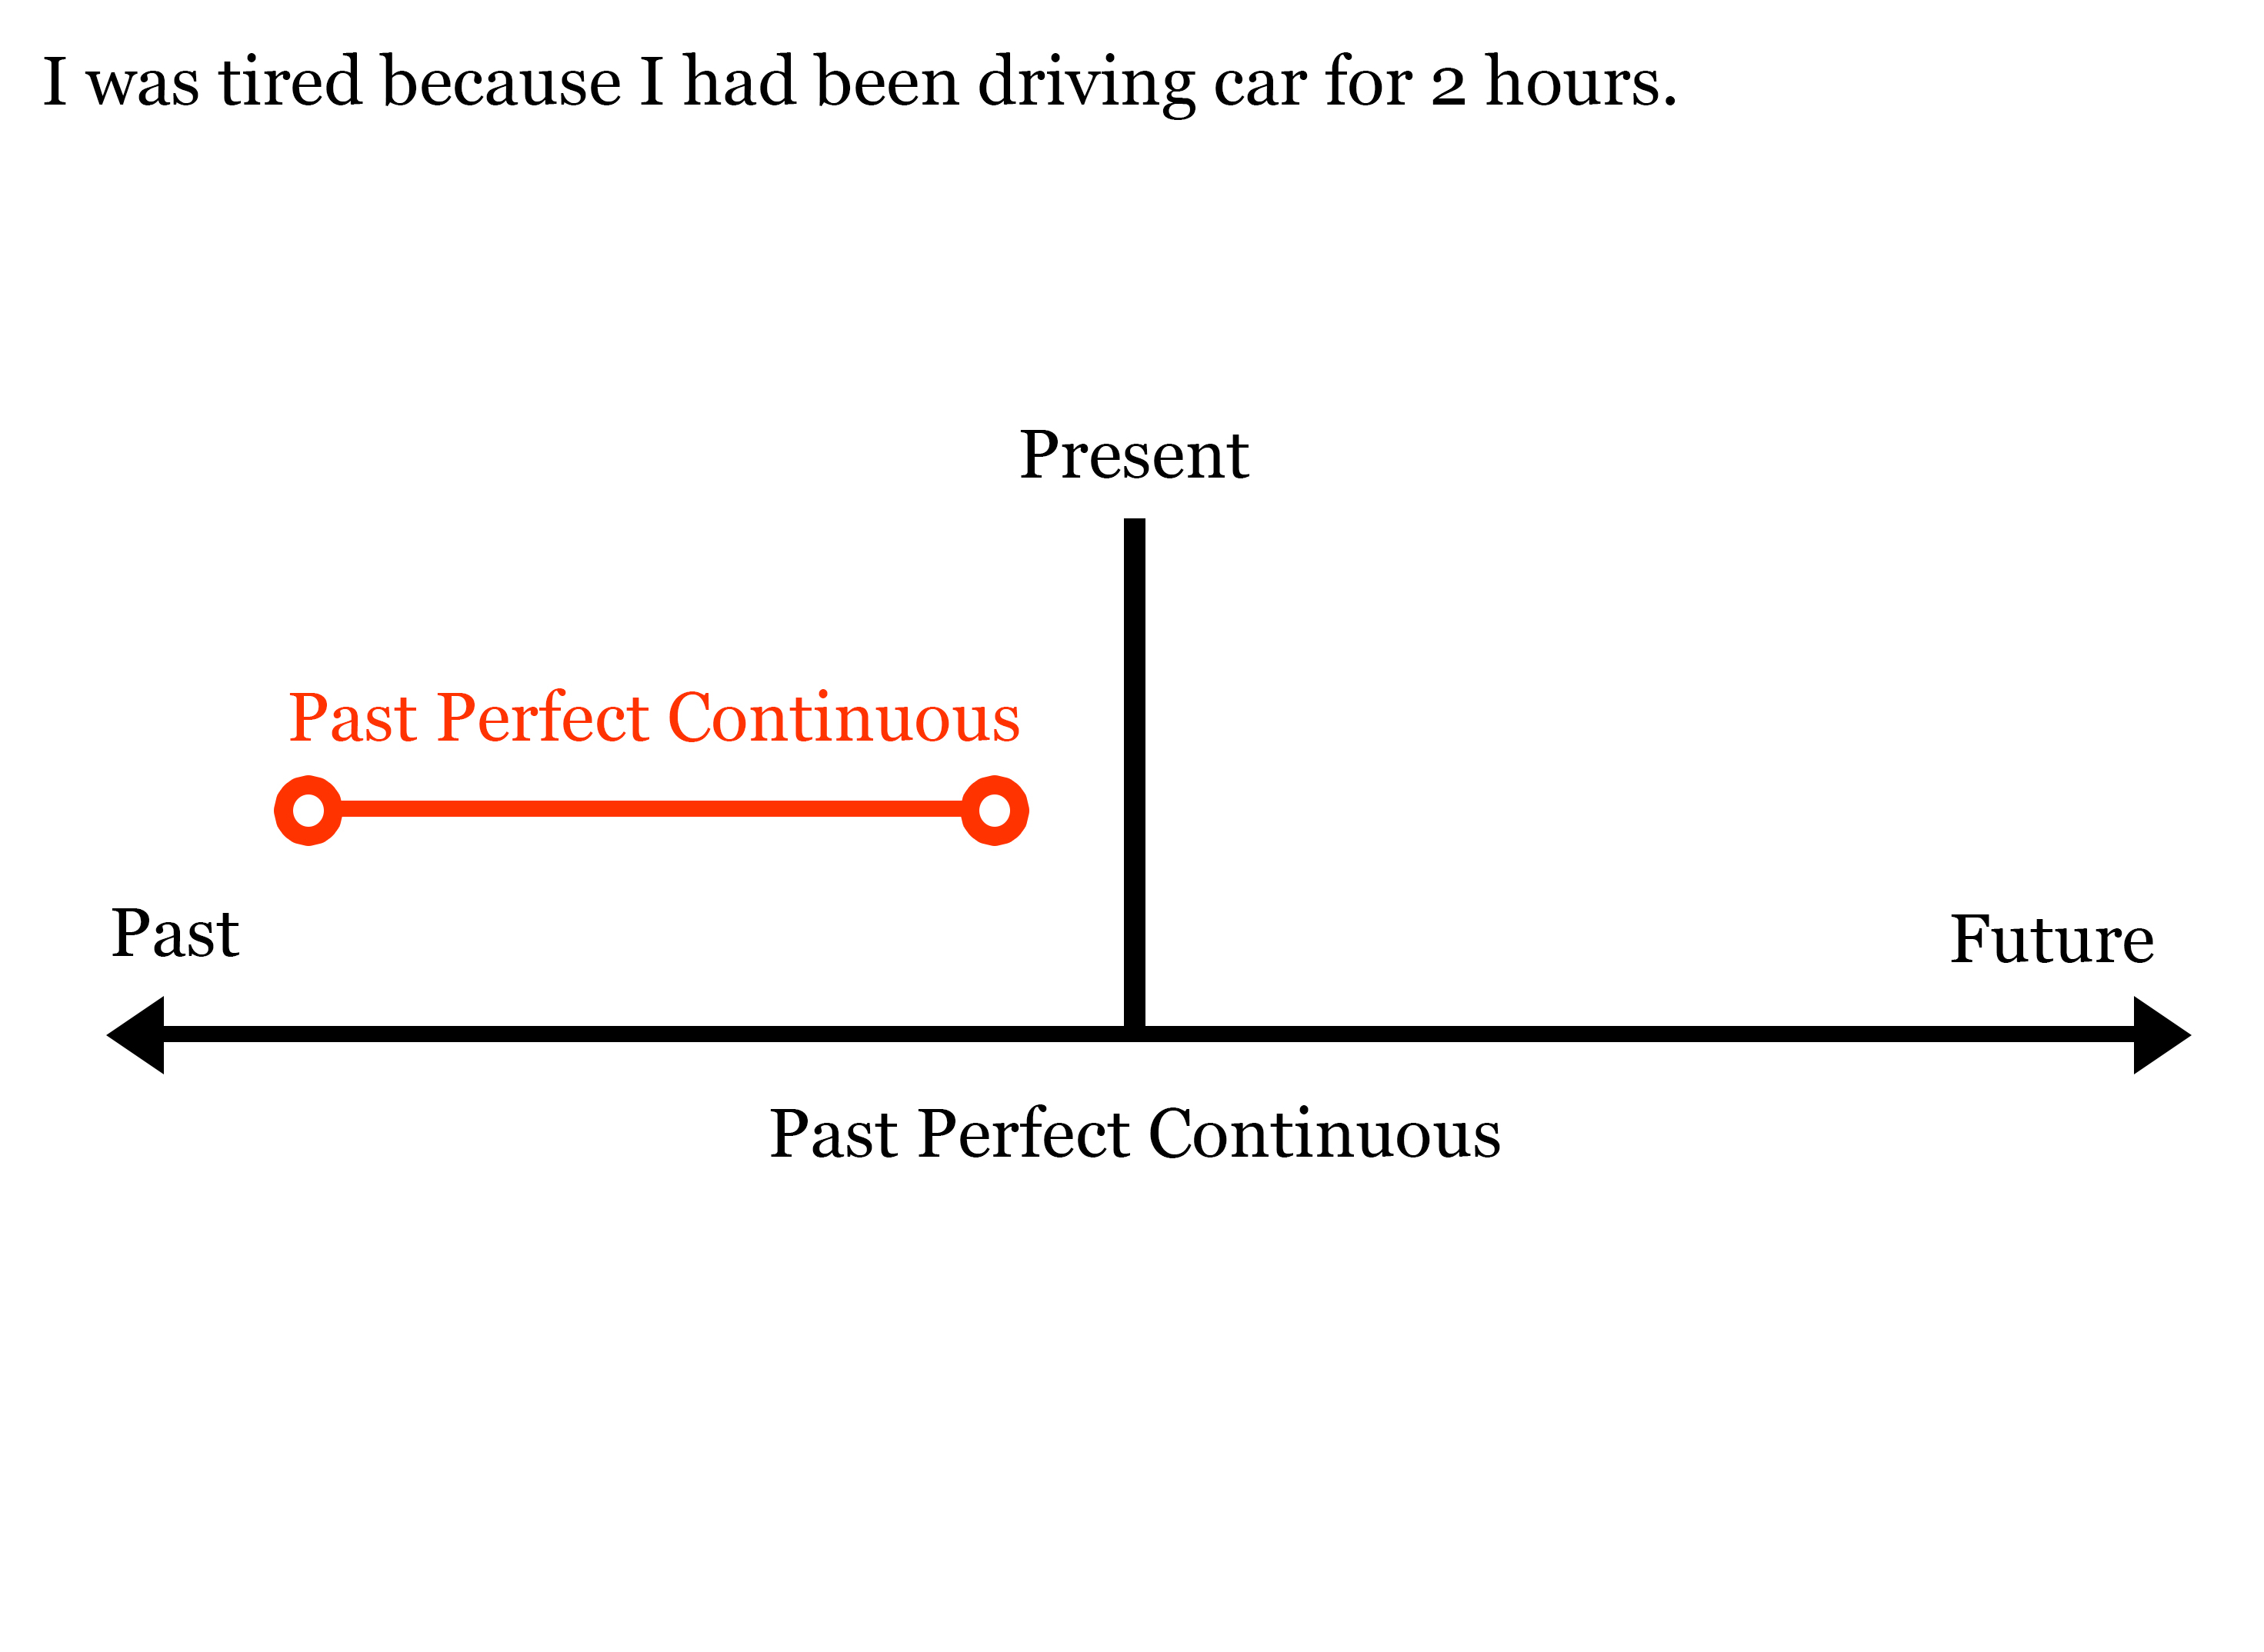 I was tired because I had been driving car for 2 hours.
Present
Past Perfect Continuous
Past
Future
Past Perfect Continuous